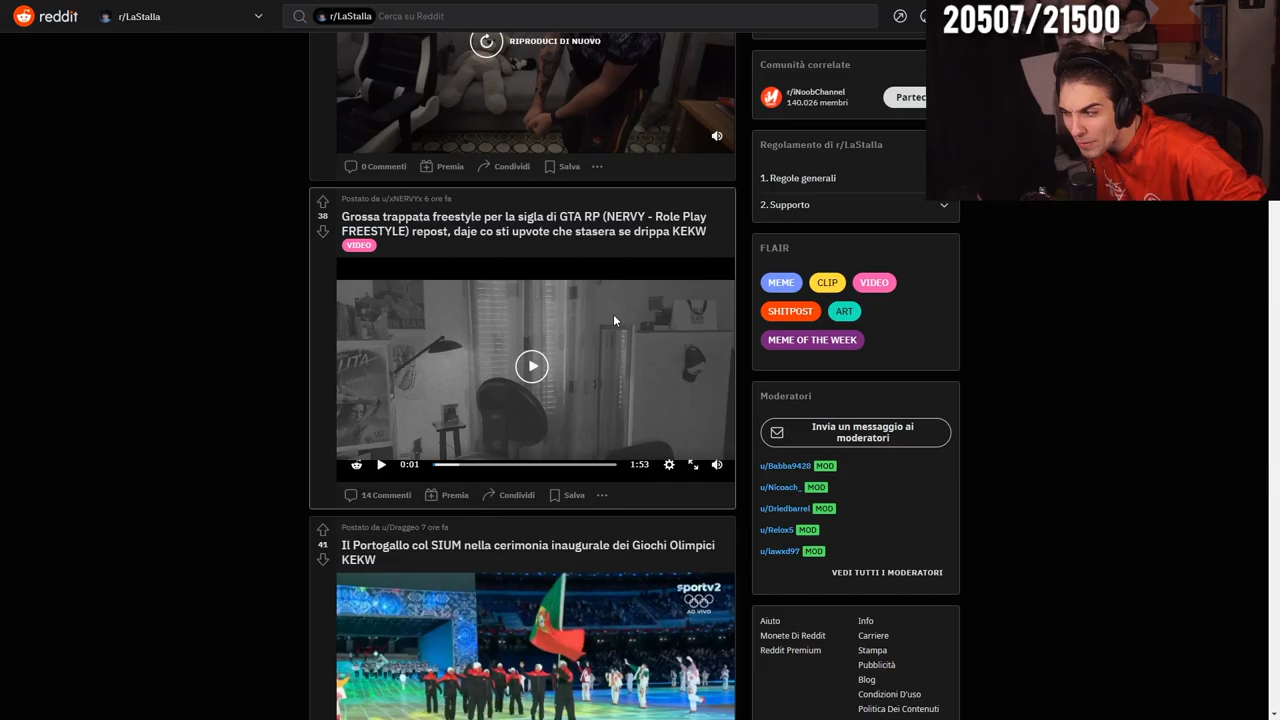 reddit
r/LaStalla
r/LaStalla
Cerca su Reddit
20507/21500
RIPRODUCI DI NUOVO
0 Commenti
Premia
Condividi
Salva
Postato da u/xNERVYx 6 ore fa
38
Grossa trappata freestyle per la sigla di GTA RP (NERVY - Role Play
FREESTYLE) repost, daje co sti upvote che stasera se drippa KEKW
VIDEO
0:01
1:53
14 Commenti
Premia
Condividi
Salva
Postato da u/Draggeo 7 ore fa
41
Il Portogallo col SIUM nella cerimonia inaugurale dei Giochi Olimpici
KEKW
sportv2
AO VIVO
Comunità correlate
r/iNoobChannel
140.026 membri
Partec
Regolamento di r/LaStalla
1. Regole generali
2. Supporto
FLAIR
MEME
CLIP
VIDEO
SHITPOST
ART
MEME OF THE WEEK
Moderatori
Invia un messaggio ai
moderatori
u/Babba9428 MOD
u/Nicoach_ MOD
u/Driedbarrel MOD
u/Relox5 MOD
u/lawxd97 MOD
VEDI TUTTI I MODERATORI
Aiuto
Info
Monete Di Reddit
Carriere
Reddit Premium
Stampa
Pubblicità
Blog
Condizioni D'uso
Politica Dei Contenuti